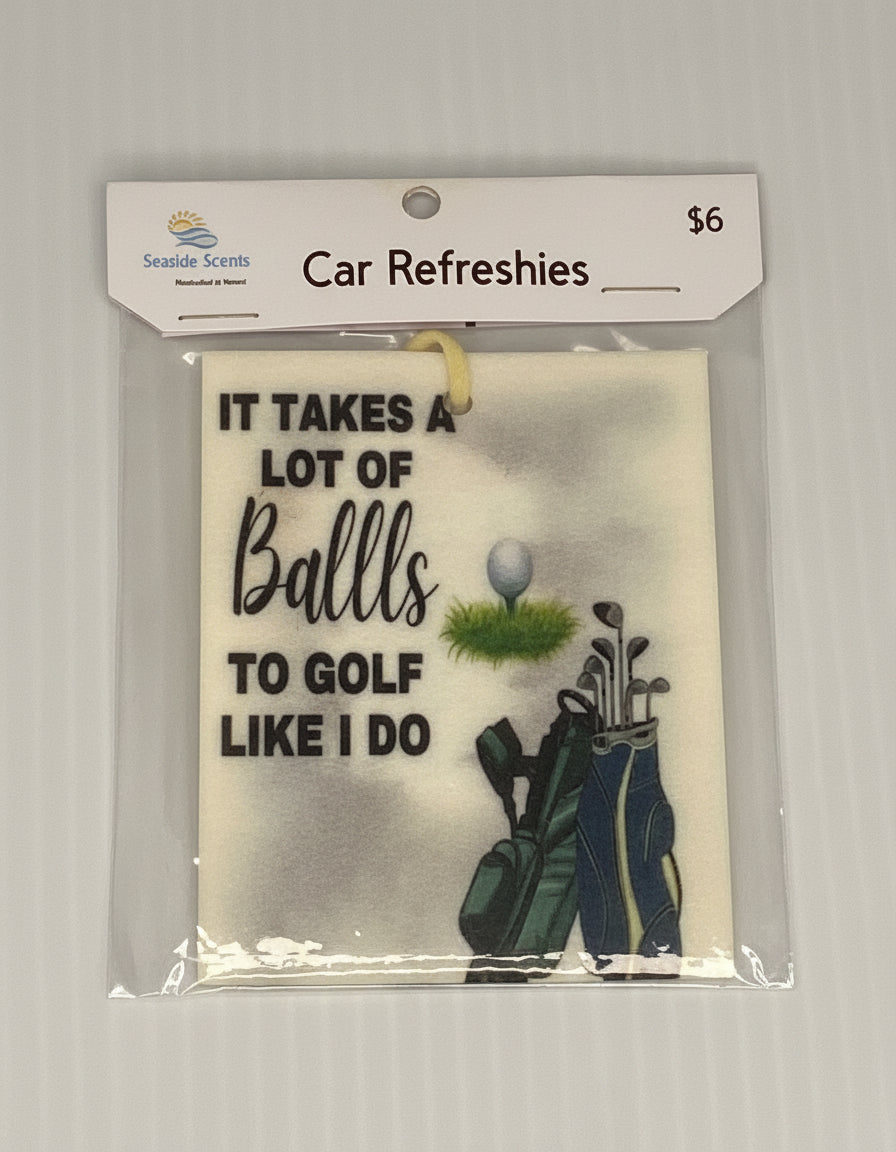 $6
Seaside Scents
Car Refreshies
IT TAKES A
LOT OF
Ballls
TO GOLF
LIKE I DO